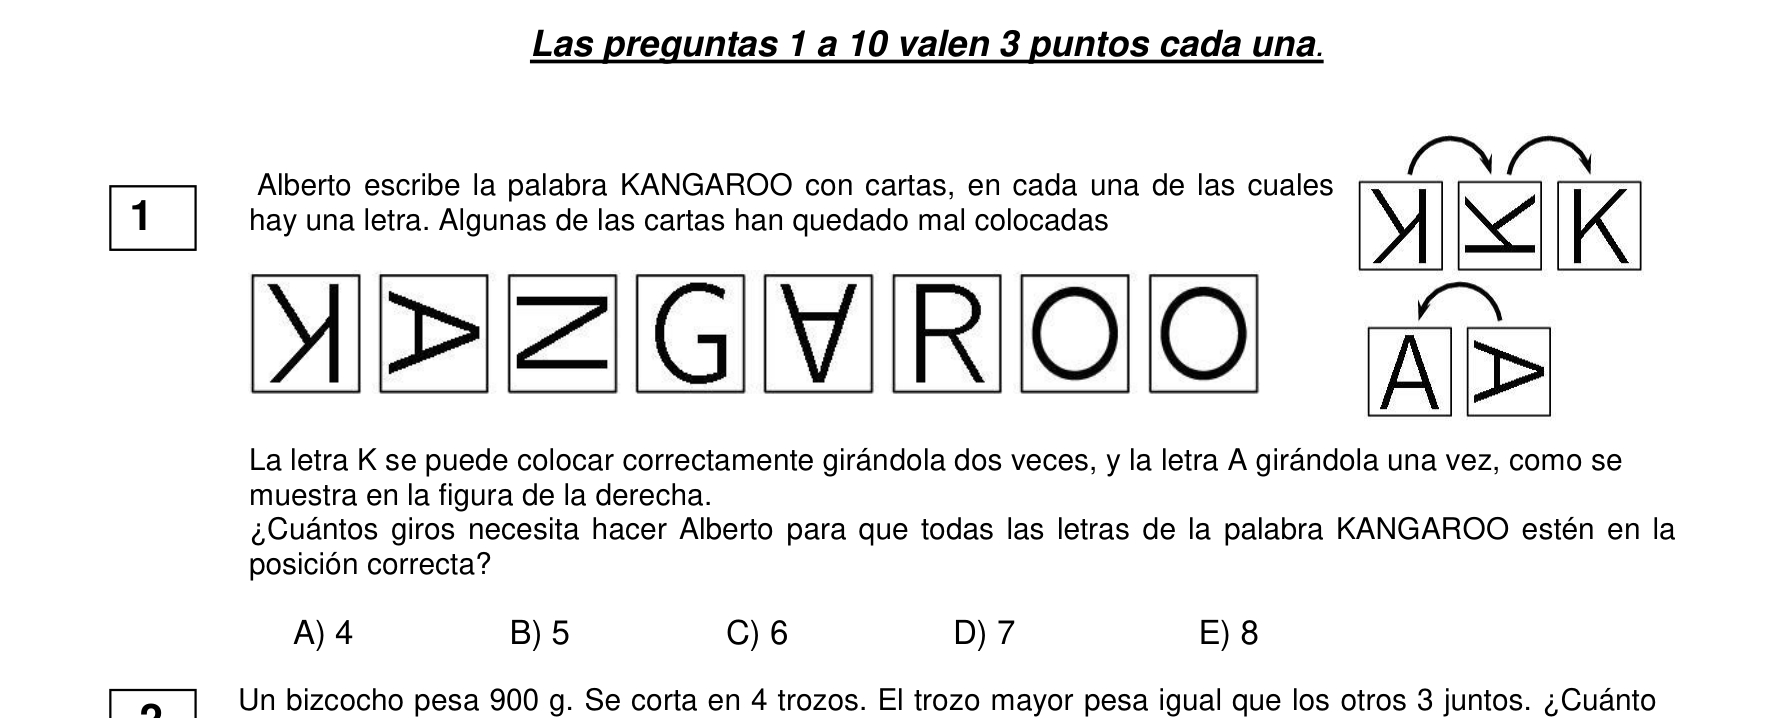 Las preguntas 1 a 10 valen 3 puntos cada una.
1
Alberto escribe la palabra KANGAROO con cartas, en cada una de las cuales
hay una letra. Algunas de las cartas han quedado mal colocadas
K K K
K A N G A R O O
A A
La letra K se puede colocar correctamente girándola dos veces, y la letra A girándola una vez, como se
muestra en la figura de la derecha.
¿Cuántos giros necesita hacer Alberto para que todas las letras de la palabra KANGAROO estén en la
posición correcta?
A) 4 B) 5 C) 6 D) 7 E) 8
2
Un bizcocho pesa 900 g. Se corta en 4 trozos. El trozo mayor pesa igual que los otros 3 juntos. ¿Cuánto